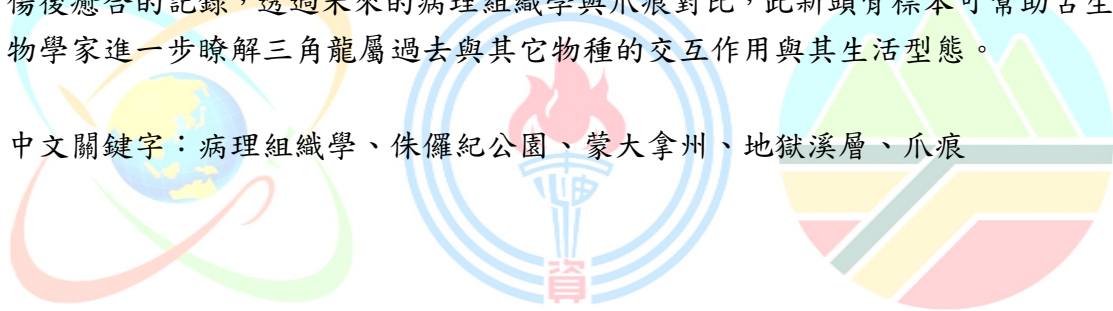 傷後癒合的記錄，透過未來的病理組織學與爪痕對比，此新頭骨標本可幫助古生
物學家進一步瞭解三角龍屬過去與其它物種的交互作用與其生活型態。
中文關鍵字：病理組織學、侏儸紀公園、蒙大拿州、地獄溪層、爪痕
資